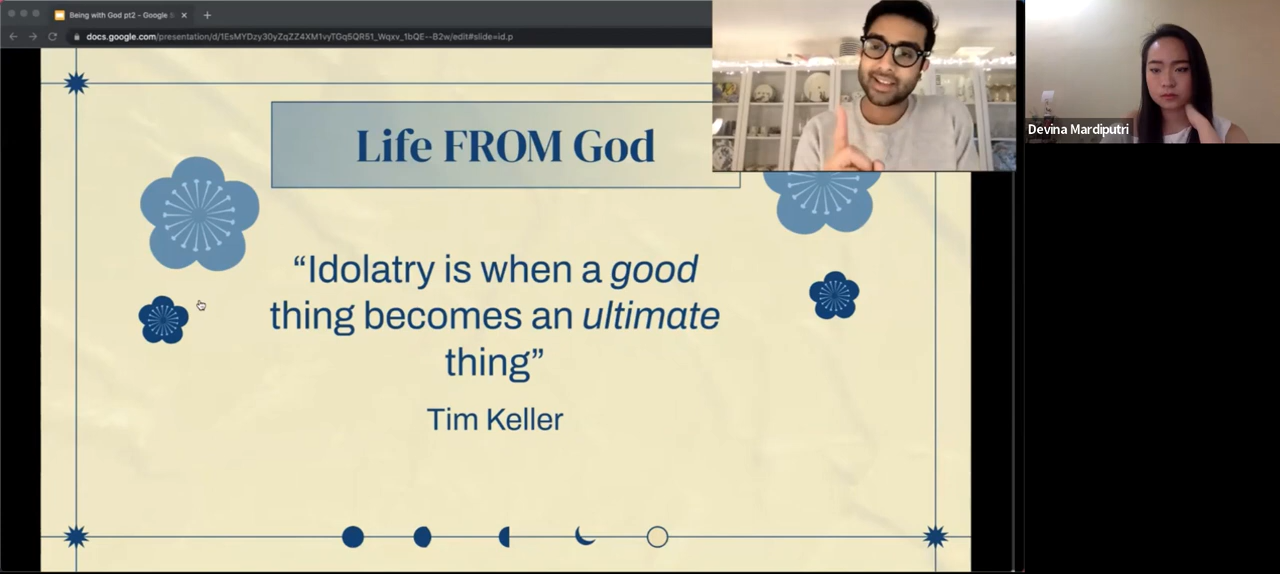 Being with God pt2 - Google
docs.google.com/presentation/d/1EsMYDzy30yZqZZ4XM1vyTGq5QR51_Wqxv_1bQE--B2w/edit#slide=id.p
Life FROM God
Devina Mardiputri
“Idolatry is when a good
thing becomes an ultimate
thing”
Tim Keller